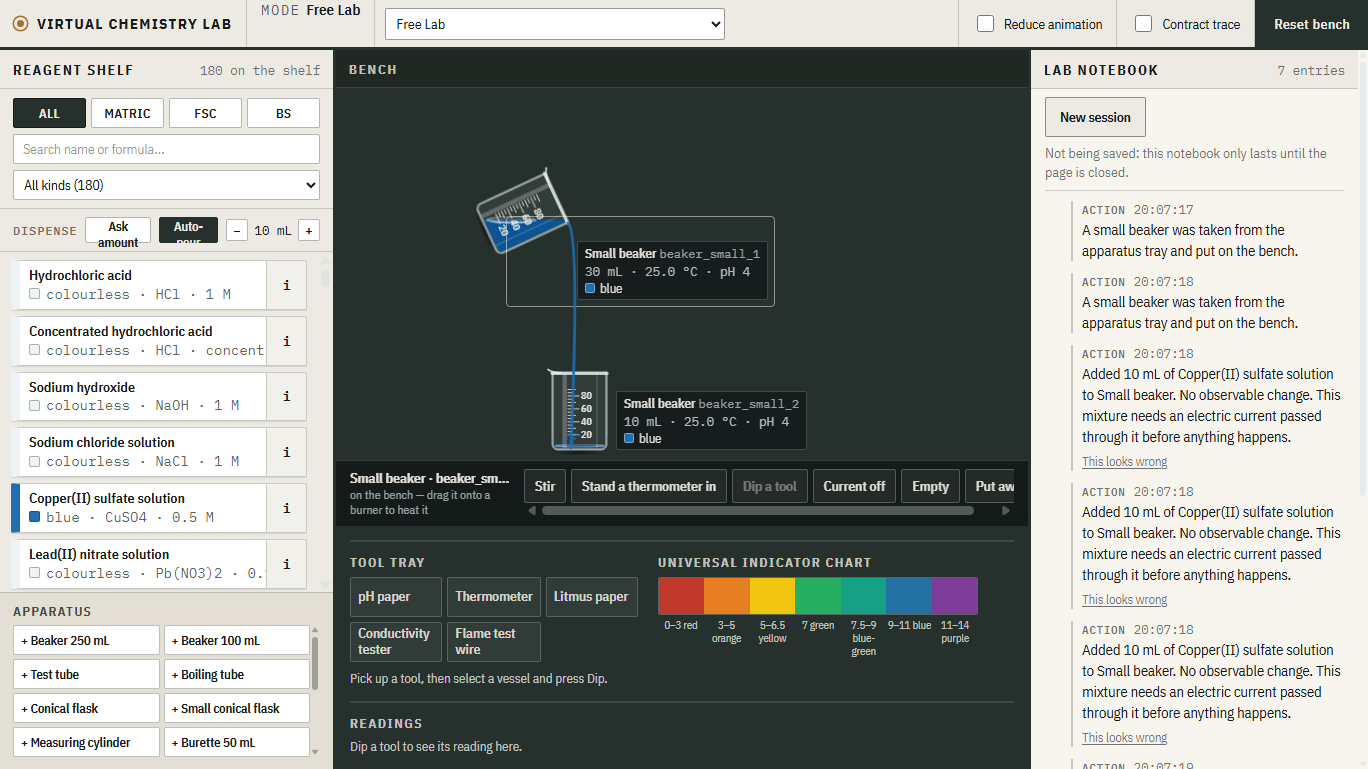 VIRTUAL CHEMISTRY LAB
MODE Free Lab
Free Lab
Reduce animation
Contract trace
Reset bench
REAGENT SHELF
180 on the shelf
ALL
MATRIC
FSC
BS
Search name or formula...
All kinds (180)
DISPENSE
Ask amount
Auto-pour
−
10 mL
+
Hydrochloric acid
colourless · HCl · 1 M
i
Concentrated hydrochloric acid
colourless · HCl · concent
i
Sodium hydroxide
colourless · NaOH · 1 M
i
Sodium chloride solution
colourless · NaCl · 1 M
i
Copper(II) sulfate solution
blue · CuSO4 · 0.5 M
i
Lead(II) nitrate solution
colourless · Pb(NO3)2 · 0.
i
APPARATUS
+ Beaker 250 mL
+ Beaker 100 mL
+ Test tube
+ Boiling tube
+ Conical flask
+ Small conical flask
+ Measuring cylinder
+ Burette 50 mL
BENCH
80
60
40
20
Small beaker beaker_small_1
30 mL · 25.0 °C · pH 4
blue
80
60
40
20
Small beaker beaker_small_2
10 mL · 25.0 °C · pH 4
blue
Small beaker · beaker_sm...
on the bench — drag it onto a
burner to heat it
Stir
Stand a thermometer in
Dip a tool
Current off
Empty
Put aw
TOOL TRAY
pH paper
Thermometer
Litmus paper
Conductivity
tester
Flame test
wire
Pick up a tool, then select a vessel and press Dip.
UNIVERSAL INDICATOR CHART
0–3 red
3–5
orange
5–6.5
yellow
7 green
7.5–9
blue-
green
9–11 blue
11–14
purple
READINGS
Dip a tool to see its reading here.
LAB NOTEBOOK
7 entries
New session
Not being saved: this notebook only lasts until the
page is closed.
ACTION 20:07:17
A small beaker was taken from the
apparatus tray and put on the bench.
ACTION 20:07:18
A small beaker was taken from the
apparatus tray and put on the bench.
ACTION 20:07:18
Added 10 mL of Copper(II) sulfate solution
to Small beaker. No observable change. This
mixture needs an electric current passed
through it before anything happens.
This looks wrong
ACTION 20:07:18
Added 10 mL of Copper(II) sulfate solution
to Small beaker. No observable change. This
mixture needs an electric current passed
through it before anything happens.
This looks wrong
ACTION 20:07:18
Added 10 mL of Copper(II) sulfate solution
to Small beaker. No observable change. This
mixture needs an electric current passed
through it before anything happens.
This looks wrong
ACTION 20:07:19